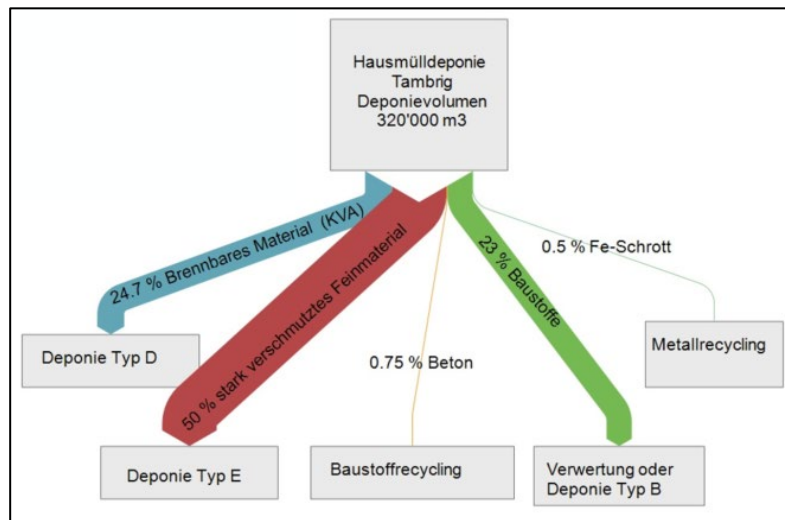 Hausmülldeponie
Tambrig
Deponievolumen
320'000 m3
24.7 % Brennbares Material (KVA)
50 % stark verschmutztes Feinmaterial
0.75 % Beton
23 % Baustoffe
0.5 % Fe-Schrott
Deponie Typ D
Metallrecycling
Deponie Typ E
Baustoffrecycling
Verwertung oder
Deponie Typ B